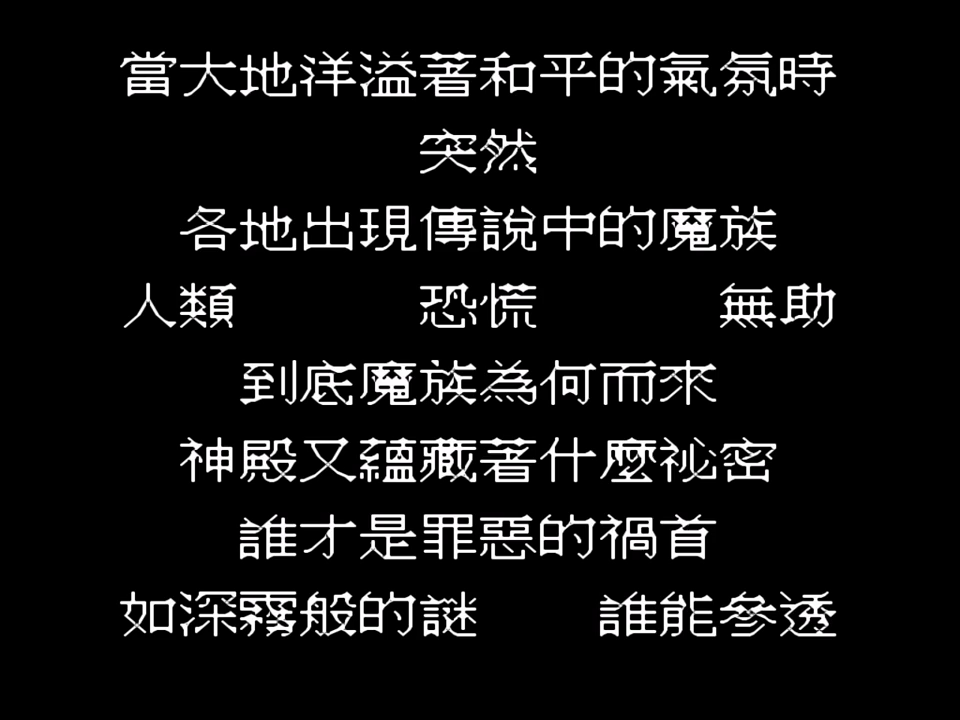 當大地洋溢著和平的氣氛時
突然
各地出現傳說中的魔族
人類　　　恐慌　　　無助
到底魔族為何而來
神殿又蘊藏著什麼祕密
誰才是罪惡的禍首
如深霧般的謎　　誰能參透